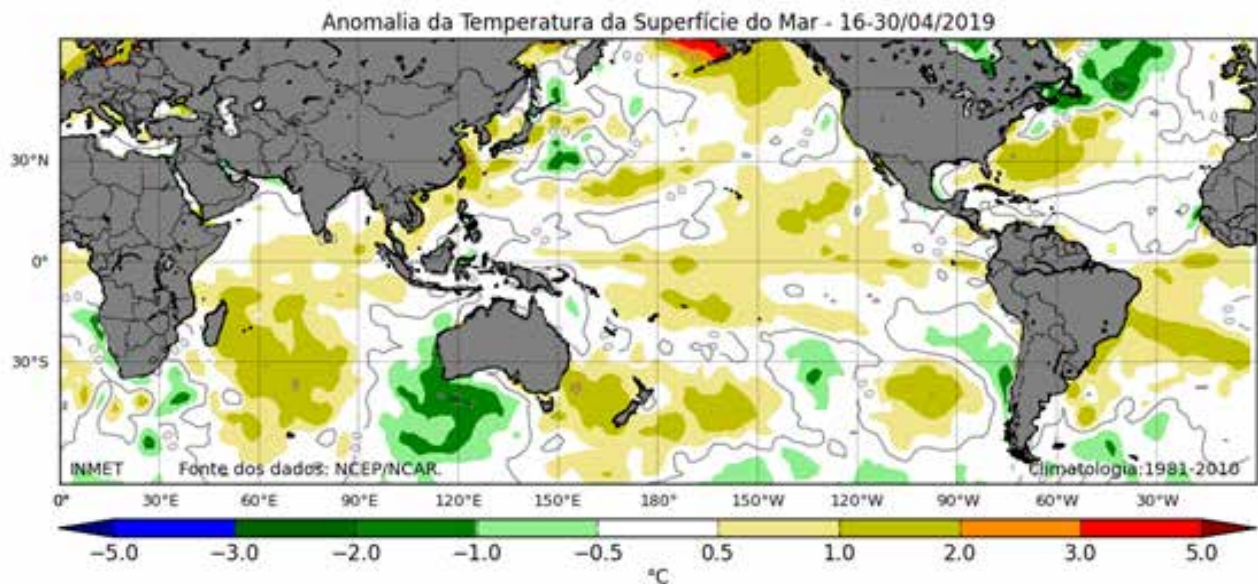 Anomalia da Temperatura da Superfície do Mar - 16-30/04/2019
30°N
0°
30°S
INMET Fonte dos dados: NCEP/NCAR. Climatologia:1981-2010
0° 30°E 60°E 90°E 120°E 150°E 180° 150°W 120°W 90°W 60°W 30°W
−5.0 −3.0 −2.0 −1.0 −0.5 0.5 1.0 2.0 3.0 5.0
°C